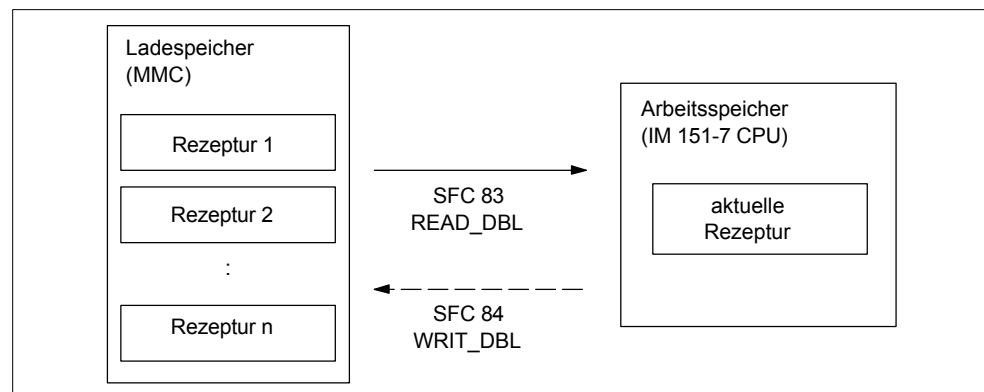 Ladespeicher
(MMC)
Rezeptur 1
Rezeptur 2
:
Rezeptur n
SFC 83
READ_DBL
SFC 84
WRIT_DBL
Arbeitsspeicher
(IM 151-7 CPU)
aktuelle
Rezeptur